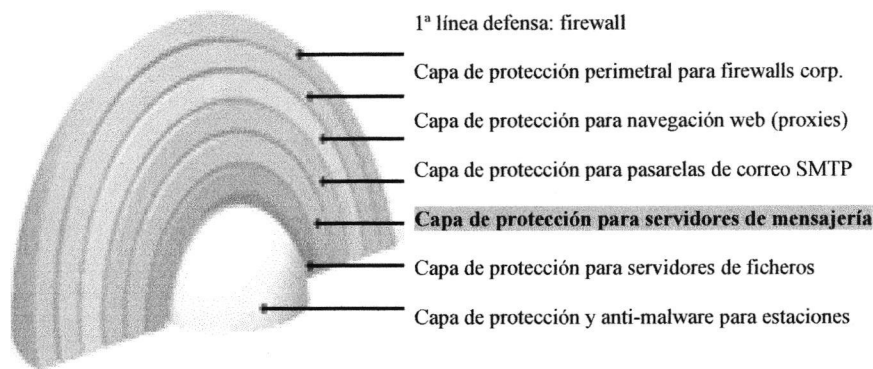 1ª línea defensa: firewall
Capa de protección perimetral para firewalls corp.
Capa de protección para navegación web (proxies)
Capa de protección para pasarelas de correo SMTP
Capa de protección para servidores de mensajería
Capa de protección para servidores de ficheros
Capa de protección y anti-malware para estaciones